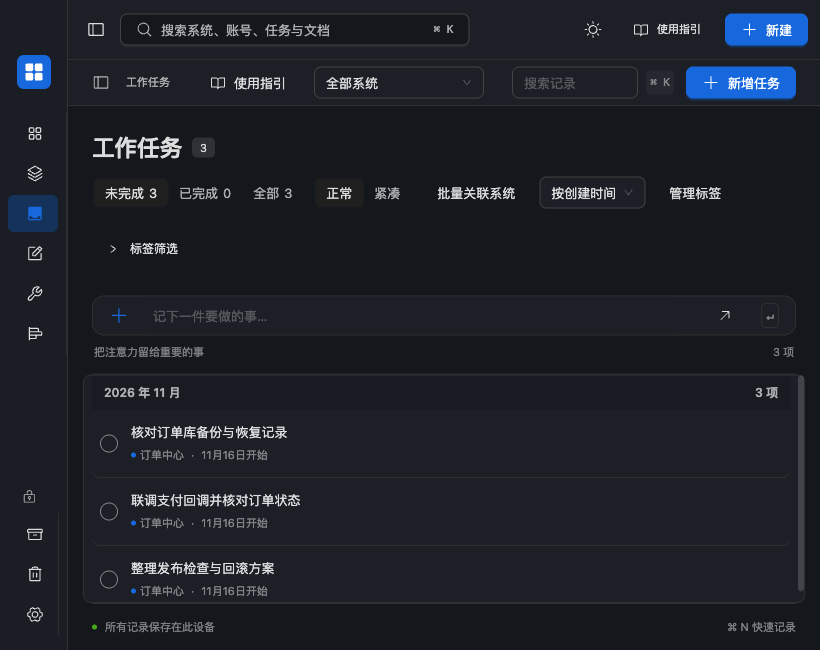 搜索系统、账号、任务与文档 ⌘ K 使用指引 新建
工作任务 使用指引 全部系统 搜索记录 ⌘ K 新增任务
工作任务 3
未完成 3 已完成 0 全部 3 正常 紧凑 批量关联系统 按创建时间 管理标签
标签筛选
记下一件要做的事...
把注意力留给重要的事 3 项
2026 年 11 月 3 项
核对订单库备份与恢复记录
订单中心 · 11月16日开始
联调支付回调并核对订单状态
订单中心 · 11月16日开始
整理发布检查与回滚方案
订单中心 · 11月16日开始
所有记录保存在此设备 ⌘ N 快速记录